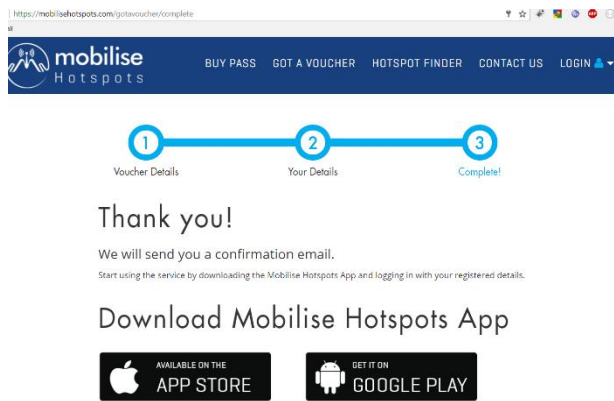 https://mobilisehotspots.com/gotavoucher/complete
mobilise
Hotspots
BUY PASS GOT A VOUCHER HOTSPOT FINDER CONTACT US LOGIN
1 2 3
Voucher Details Your Details Complete!
Thank you!
We will send you a confirmation email.
Start using the service by downloading the Mobilise Hotspots App and logging in with your registered details.
Download Mobilise Hotspots App
AVAILABLE ON THE
APP STORE
GET IT ON
GOOGLE PLAY